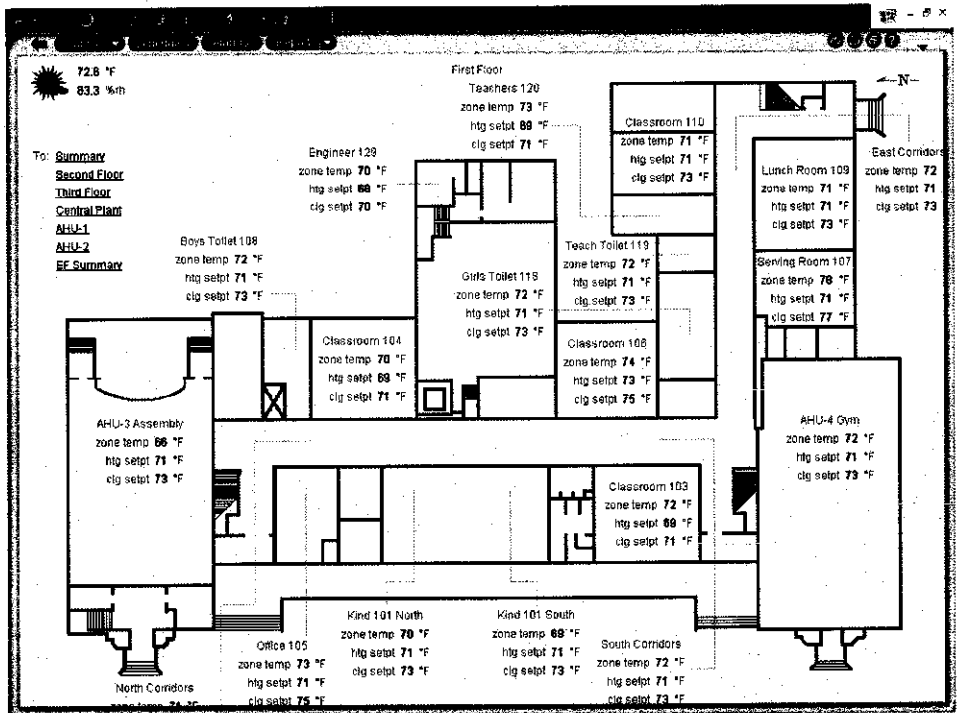 72.6 °F
83.3 %rh
First Floor
←N-
To: Summary
Second Floor
Third Floor
Central Plant
AHU-1
AHU-2
EF Summary
Teachers 120
zone temp 73 °F
htg setpt 69 °F
clg setpt 71 °F
Classroom 110
zone temp 71 °F
htg setpt 71 °F
clg setpt 73 °F
Engineer 129
zone temp 70 °F
htg setpt 68 °F
clg setpt 70 °F
East Corridors
zone temp 72
htg setpt 71
clg setpt 73
Lunch Room 109
zone temp 71 °F
htg setpt 71 °F
clg setpt 73 °F
Boys Toilet 108
zone temp 72 °F
htg setpt 71 °F
clg setpt 73 °F
Girls Toilet 118
zone temp 72 °F
htg setpt 71 °F
clg setpt 73 °F
Teach Toilet 119
zone temp 72 °F
htg setpt 71 °F
clg setpt 73 °F
Serving Room 107
zone temp 78 °F
htg setpt 71 °F
clg setpt 77 °F
Classroom 104
zone temp 70 °F
htg setpt 69 °F
clg setpt 71 °F
Classroom 106
zone temp 74 °F
htg setpt 73 °F
clg setpt 75 °F
AHU-3 Assembly
zone temp 66 °F
htg setpt 71 °F
clg setpt 73 °F
AHU-4 Gym
zone temp 72 °F
htg setpt 71 °F
clg setpt 73 °F
Classroom 103
zone temp 72 °F
htg setpt 69 °F
clg setpt 71 °F
Office 105
zone temp 73 °F
htg setpt 71 °F
clg setpt 75 °F
Kind 101 North
zone temp 70 °F
htg setpt 71 °F
clg setpt 73 °F
Kind 101 South
zone temp 68 °F
htg setpt 71 °F
clg setpt 73 °F
South Corridors
zone temp 72 °F
htg setpt 71 °F
clg setpt 73 °F
North Corridors